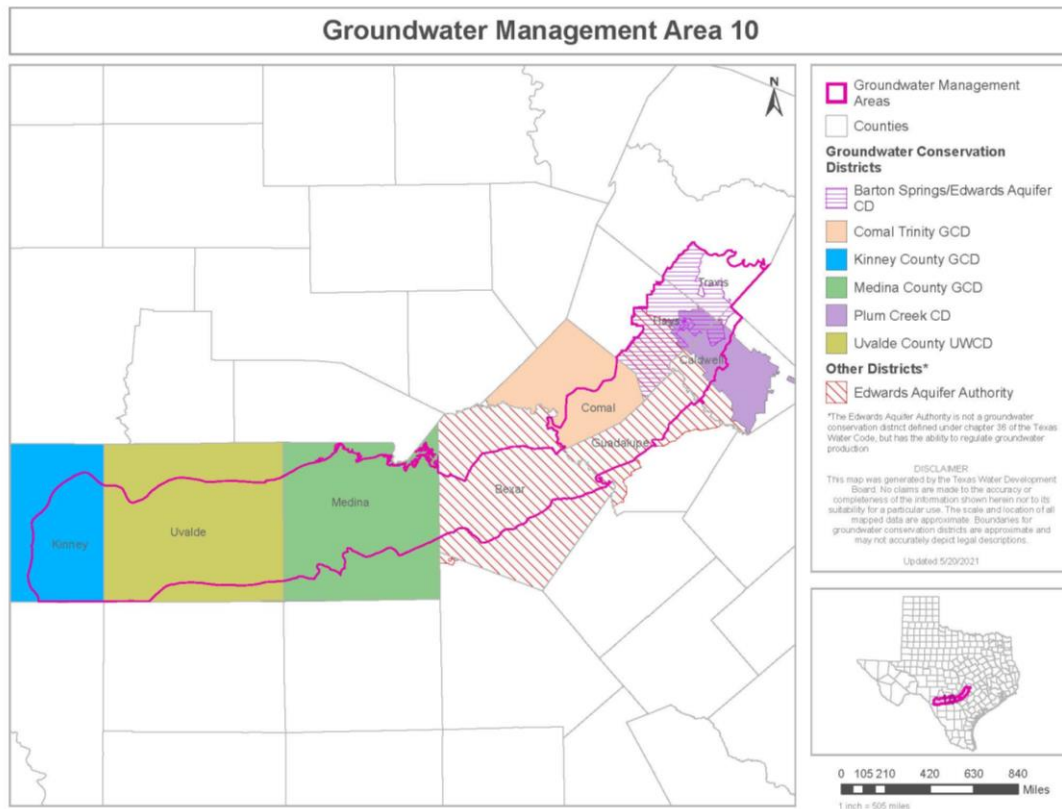 Groundwater Management Area 10
N
Travis
Hays
Caldwell
Comal
Guadalupe
Bexar
Medina
Uvalde
Kinney
Groundwater Management
Areas
Counties
Groundwater Conservation
Districts
Barton Springs/Edwards Aquifer
CD
Comal Trinity GCD
Kinney County GCD
Medina County GCD
Plum Creek CD
Uvalde County UWCD
Other Districts*
Edwards Aquifer Authority
*The Edwards Aquifer Authority is not a groundwater
conservation district defined under chapter 36 of the Texas
Water Code, but has the ability to regulate groundwater
production
DISCLAIMER
This map was generated by the Texas Water Development
Board. No claims are made to the accuracy or
completeness of the information shown herein nor to its
suitability for a particular use. The scale and location of all
mapped data are approximate. Boundaries for
groundwater conservation districts are approximate and
may not accurately depict legal descriptions.
Updated 5/20/2021
10
0 105 210 420 630 840
Miles
1 inch = 505 miles